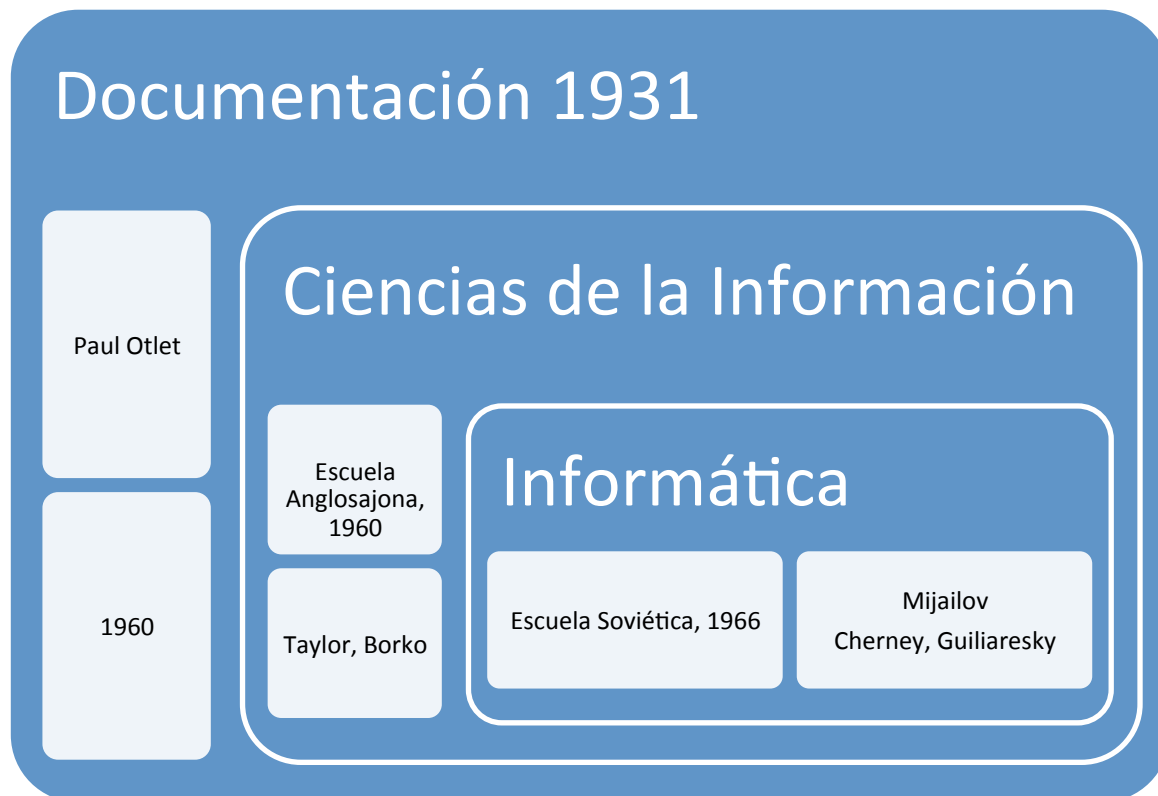 Documentación 1931
Paul Otlet
1960
Ciencias de la Información
Escuela
Anglosajona,
1960
Taylor, Borko
Informática
Escuela Soviética, 1966
Mijailov
Cherney, Guiliaresky